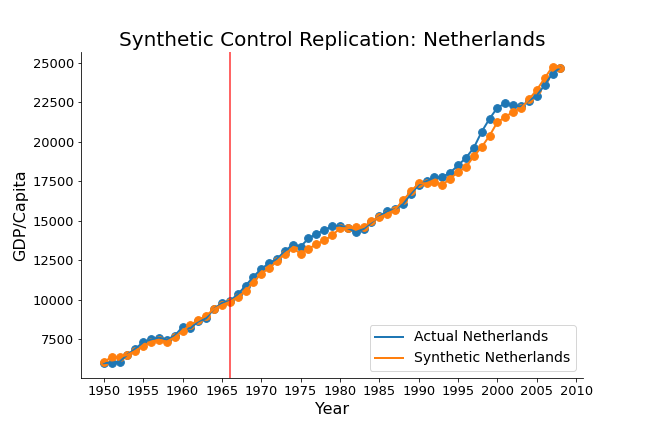 Synthetic Control Replication: Netherlands
GDP/Capita
25000
22500
20000
17500
15000
12500
10000
7500
Actual Netherlands
Synthetic Netherlands
1950 1955 1960 1965 1970 1975 1980 1985 1990 1995 2000 2005 2010
Year